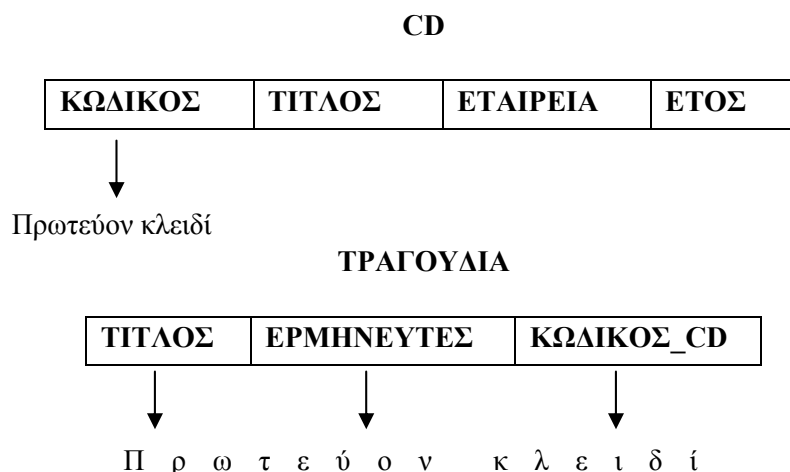 CD
ΚΩΔΙΚΟΣ ΤΙΤΛΟΣ ΕΤΑΙΡΕΙΑ ΕΤΟΣ
Πρωτεύον κλειδί
ΤΡΑΓΟΥΔΙΑ
ΤΙΤΛΟΣ ΕΡΜΗΝΕΥΤΕΣ ΚΩΔΙΚΟΣ_CD
Π ρ ω τ ε ύ ο ν κ λ ε ι δ ί